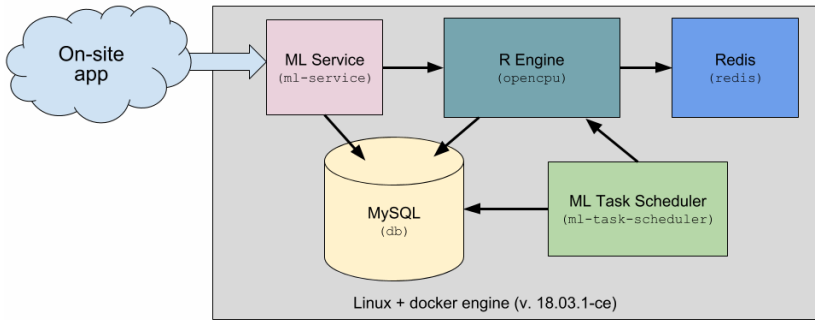 On-site
app
ML Service
(ml-service)
R Engine
(opencpu)
Redis
(redis)
MySQL
(db)
ML Task Scheduler
(ml-task-scheduler)
Linux + docker engine (v. 18.03.1-ce)